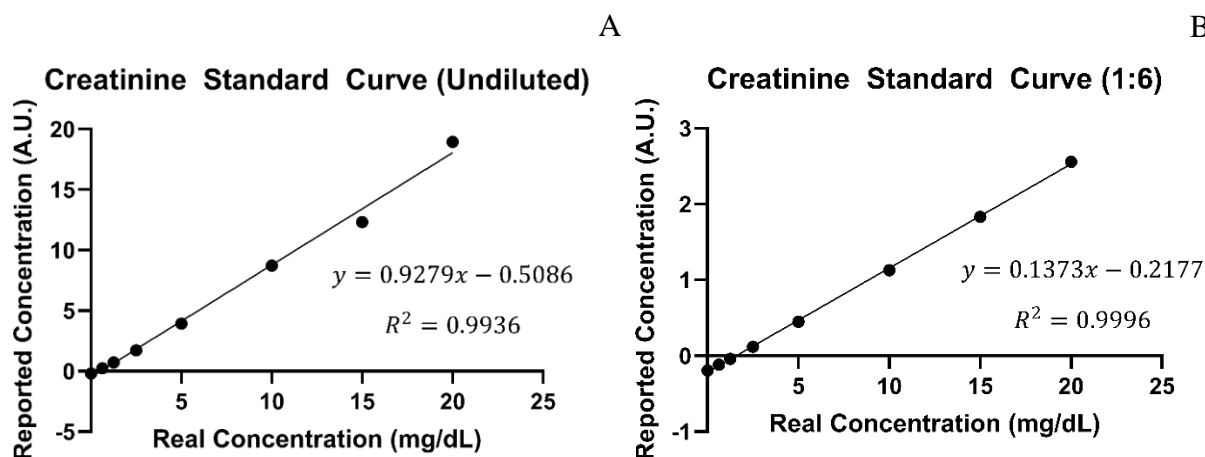 A
Creatinine Standard Curve (Undiluted)
Reported Concentration (A.U.)
20
15
10
5
0
-5
y = 0.9279x − 0.5086
R² = 0.9936
5 10 15 20 25
Real Concentration (mg/dL)
B
Creatinine Standard Curve (1:6)
Reported Concentration (A.U.)
3
2
1
0
-1
y = 0.1373x − 0.2177
R² = 0.9996
5 10 15 20 25
Real Concentration (mg/dL)